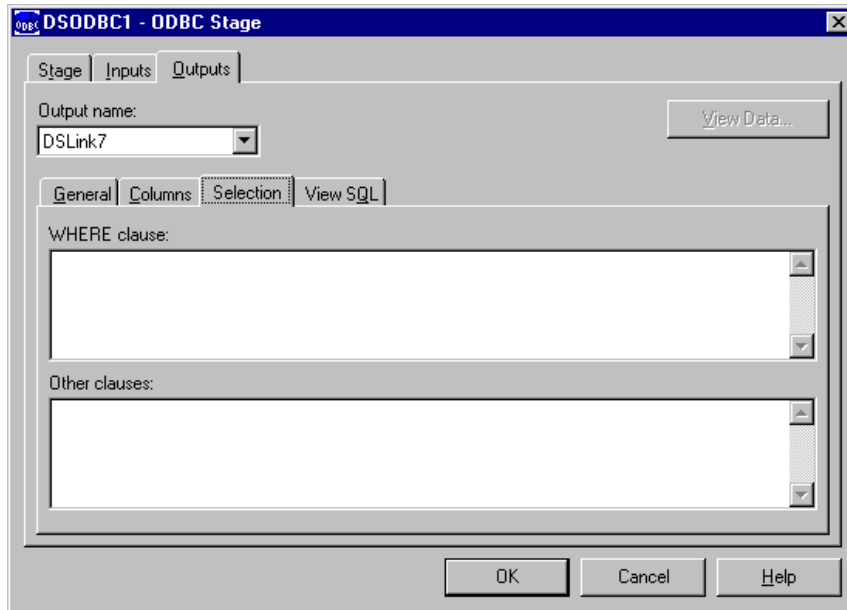 ODBC DSODBC1 - ODBC Stage
Stage Inputs Outputs
Output name:
View Data...
DSLink7
General Columns Selection View SQL
WHERE clause:
Other clauses:
OK Cancel Help